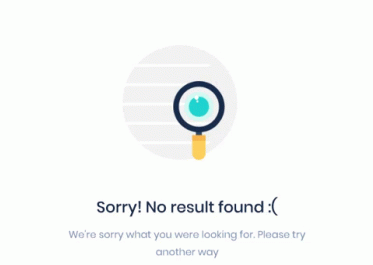 Sorry! No result found :(
We're sorry what you were looking for. Please try
another way